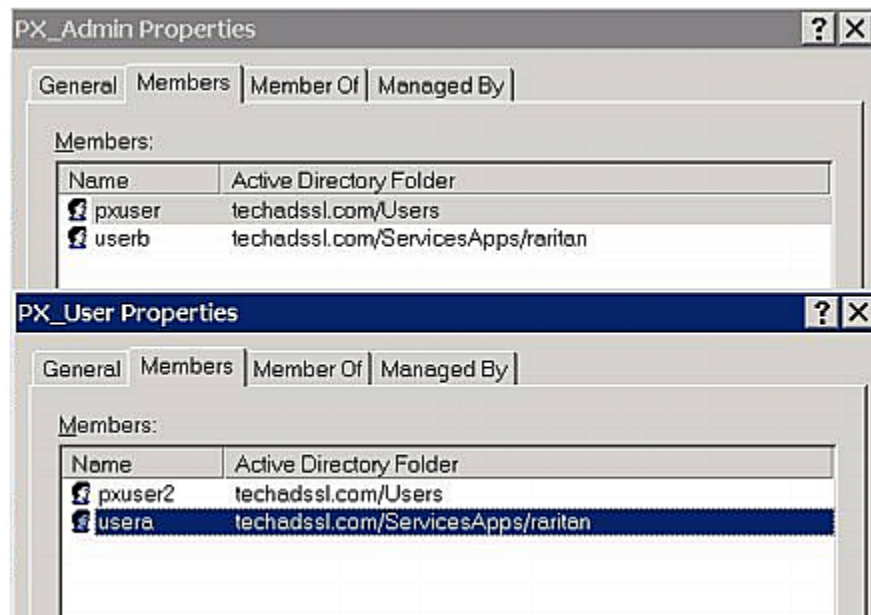 PX_Admin Properties
General Members Member Of Managed By
Members:
Name Active Directory Folder
pxuser techadssl.com/Users
userb techadssl.com/ServicesApps/raritan
PX_User Properties
General Members Member Of Managed By
Members:
Name Active Directory Folder
pxuser2 techadssl.com/Users
usera techadssl.com/ServicesApps/raritan